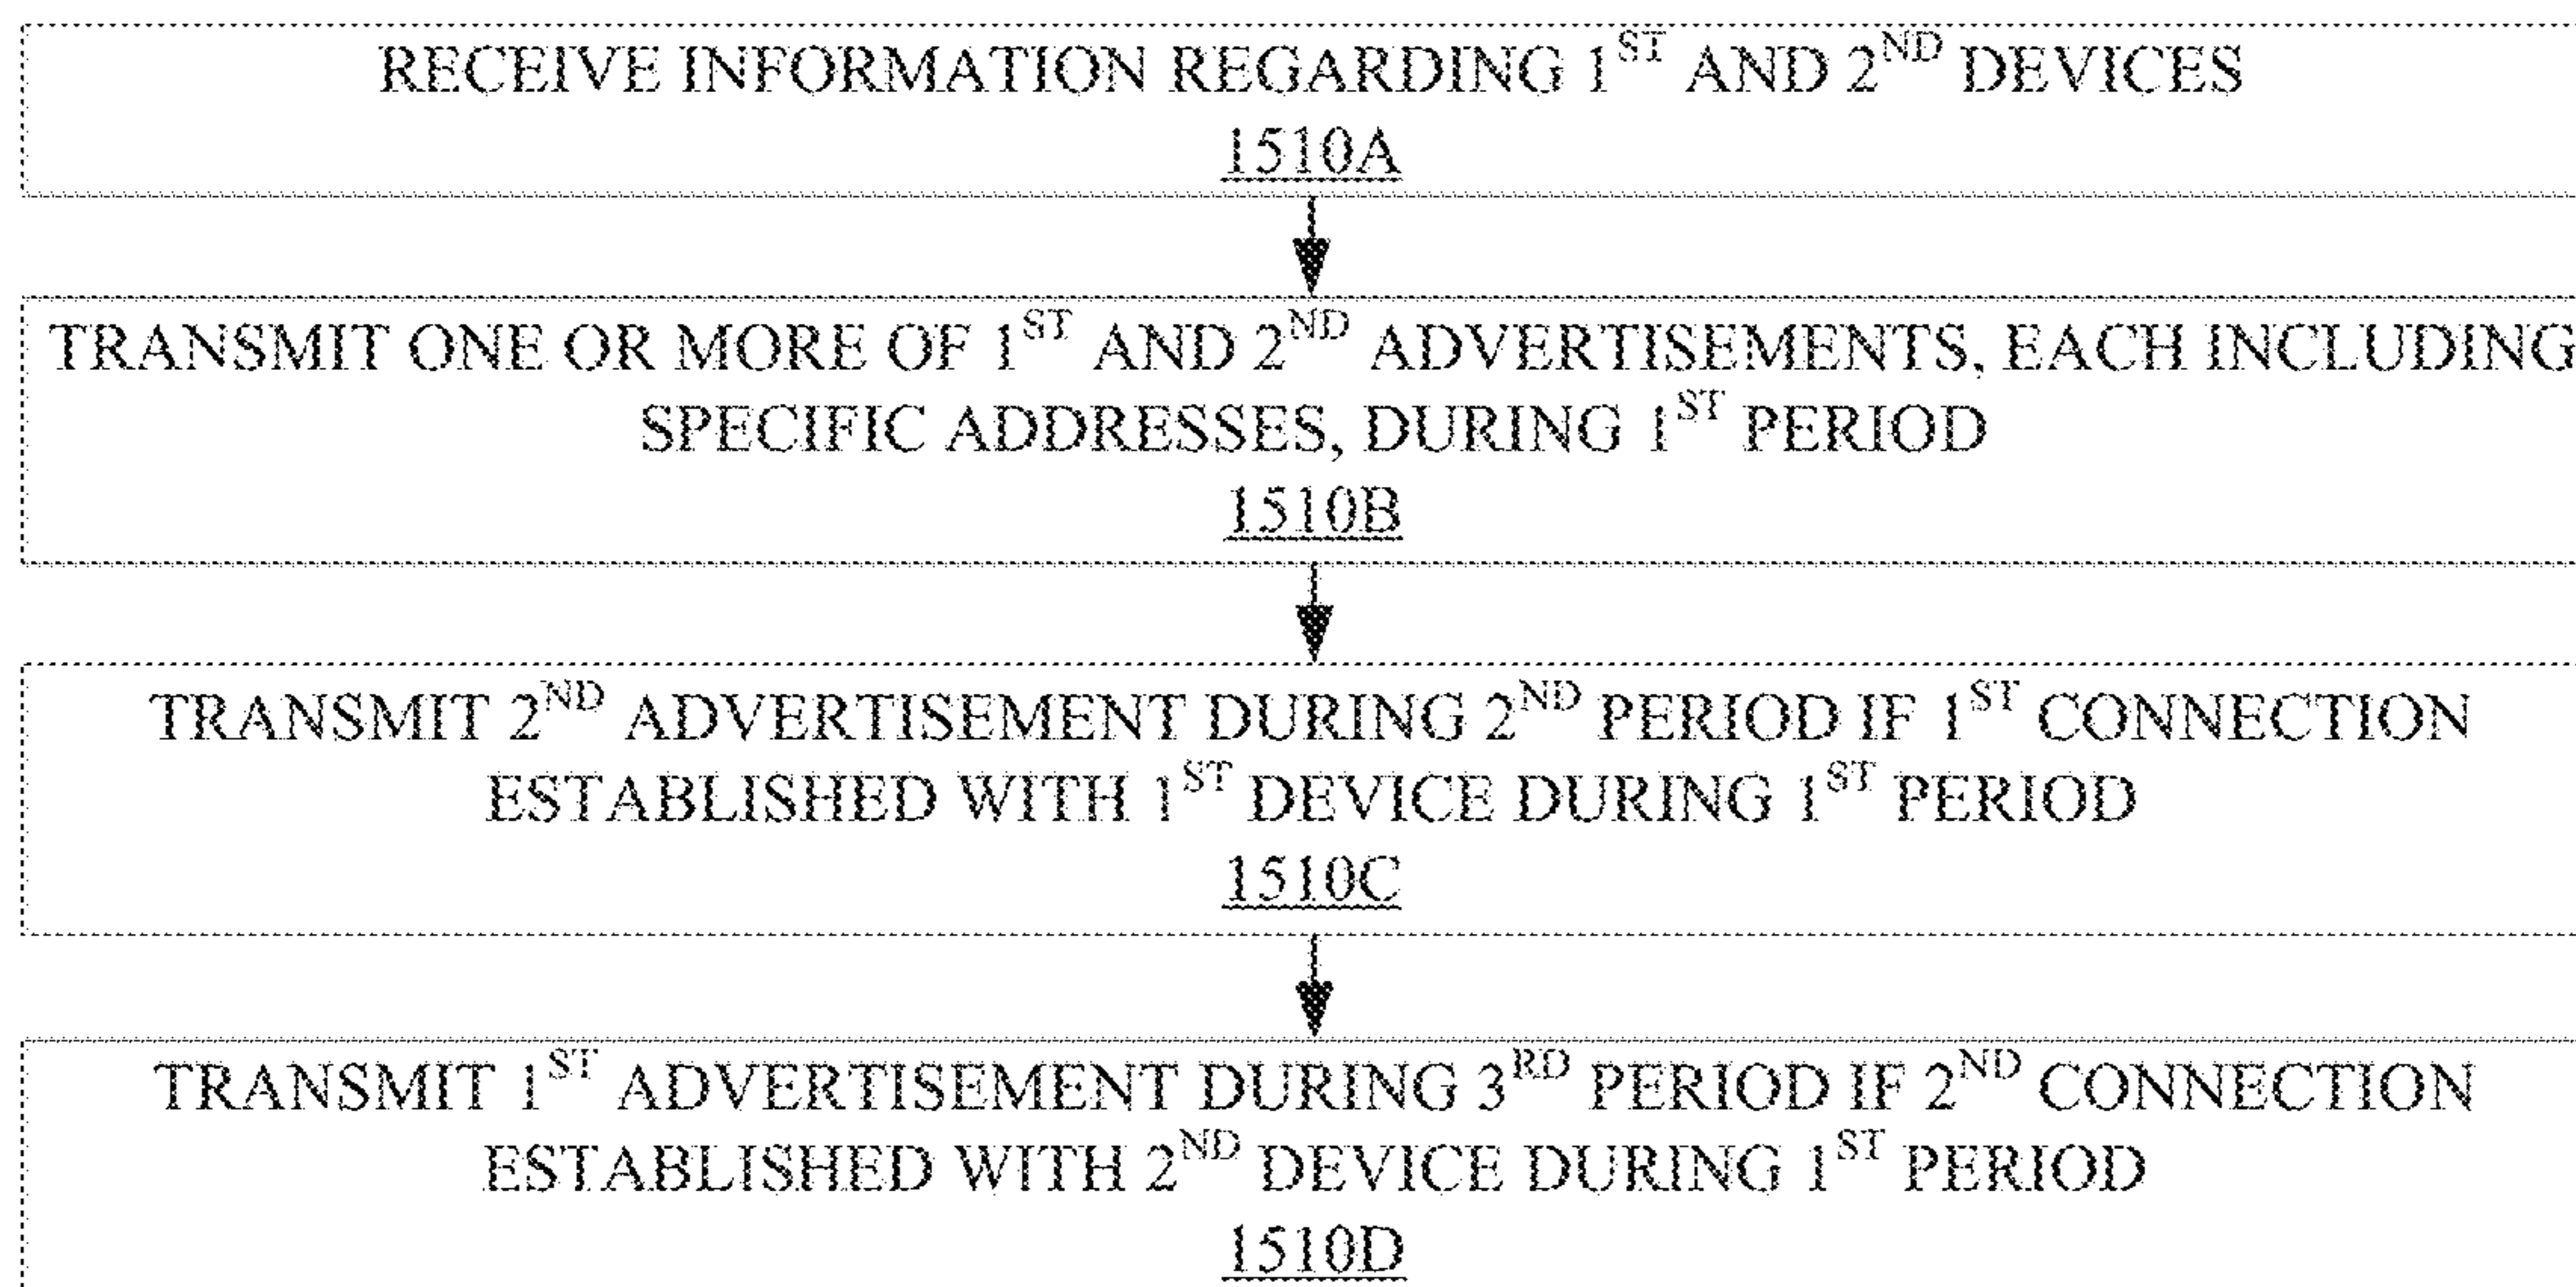 RECEIVE INFORMATION REGARDING 1ST AND 2ND DEVICES
1510A
TRANSMIT ONE OR MORE OF 1ST AND 2ND ADVERTISEMENTS, EACH INCLUDING
SPECIFIC ADDRESSES, DURING 1ST PERIOD
1510B
TRANSMIT 2ND ADVERTISEMENT DURING 2ND PERIOD IF 1ST CONNECTION
ESTABLISHED WITH 1ST DEVICE DURING 1ST PERIOD
1510C
TRANSMIT 1ST ADVERTISEMENT DURING 3RD PERIOD IF 2ND CONNECTION
ESTABLISHED WITH 2ND DEVICE DURING 1ST PERIOD
1510D